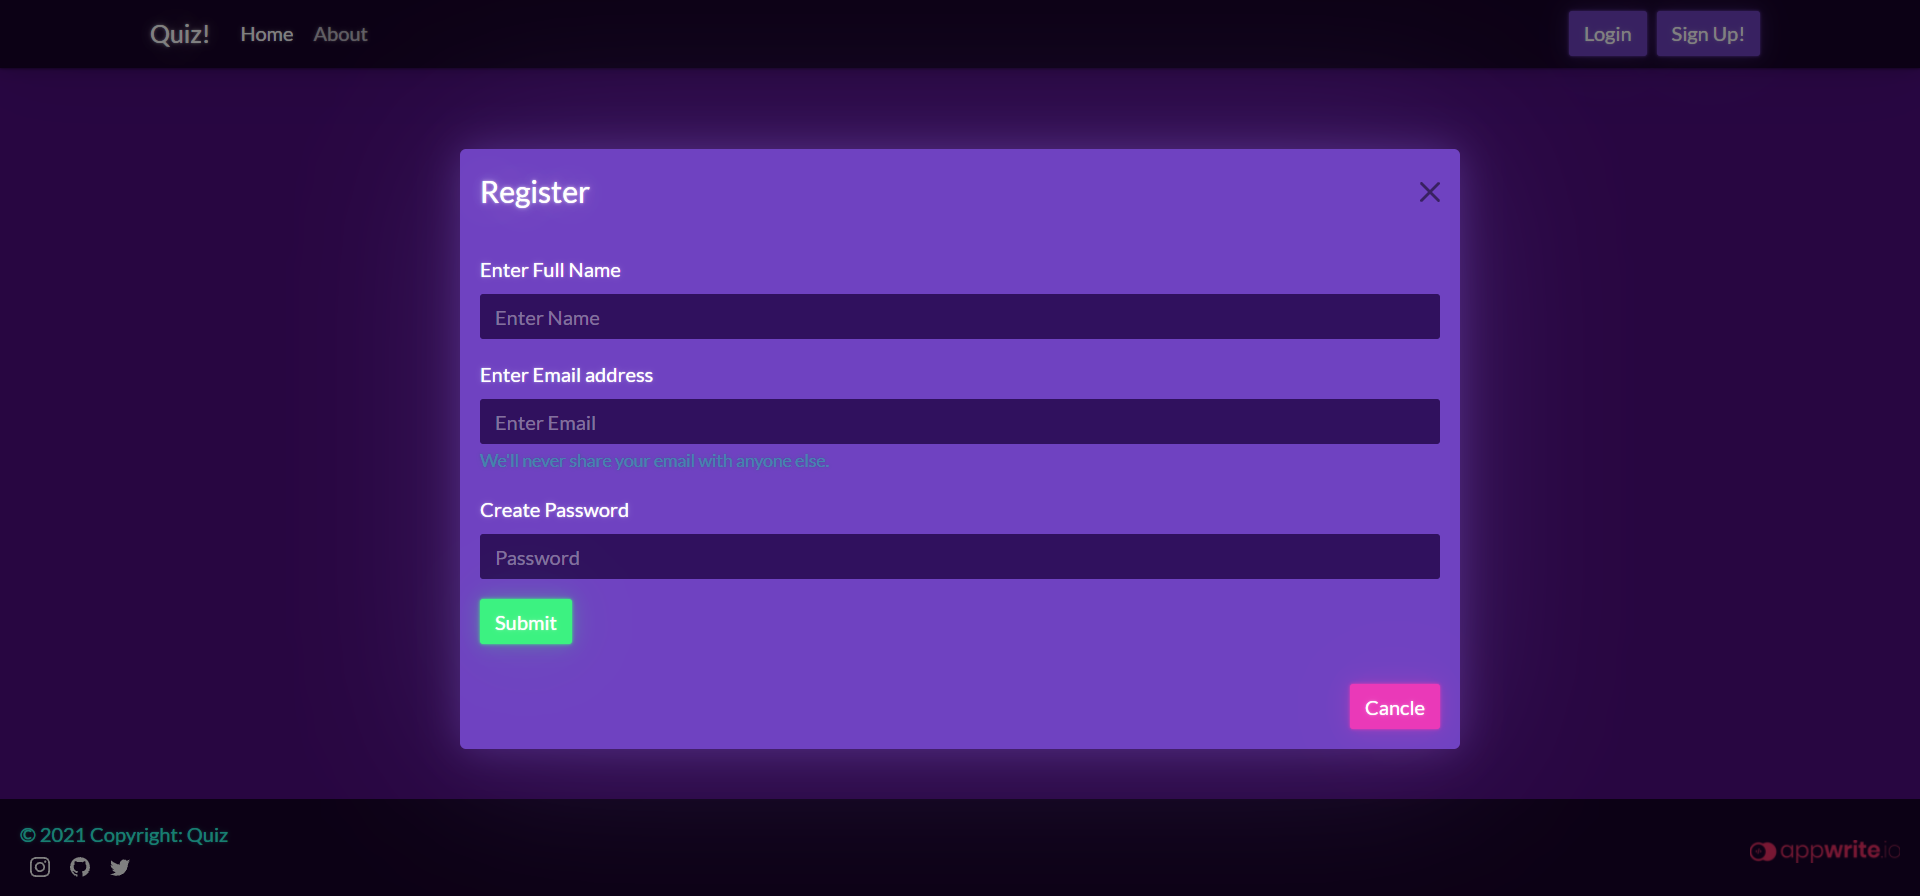 Quiz! Home About Login Sign Up!
Register
Enter Full Name
Enter Name
Enter Email address
Enter Email
We'll never share your email with anyone else.
Create Password
Password
Submit
Cancle
© 2021 Copyright: Quiz
appwrite.io